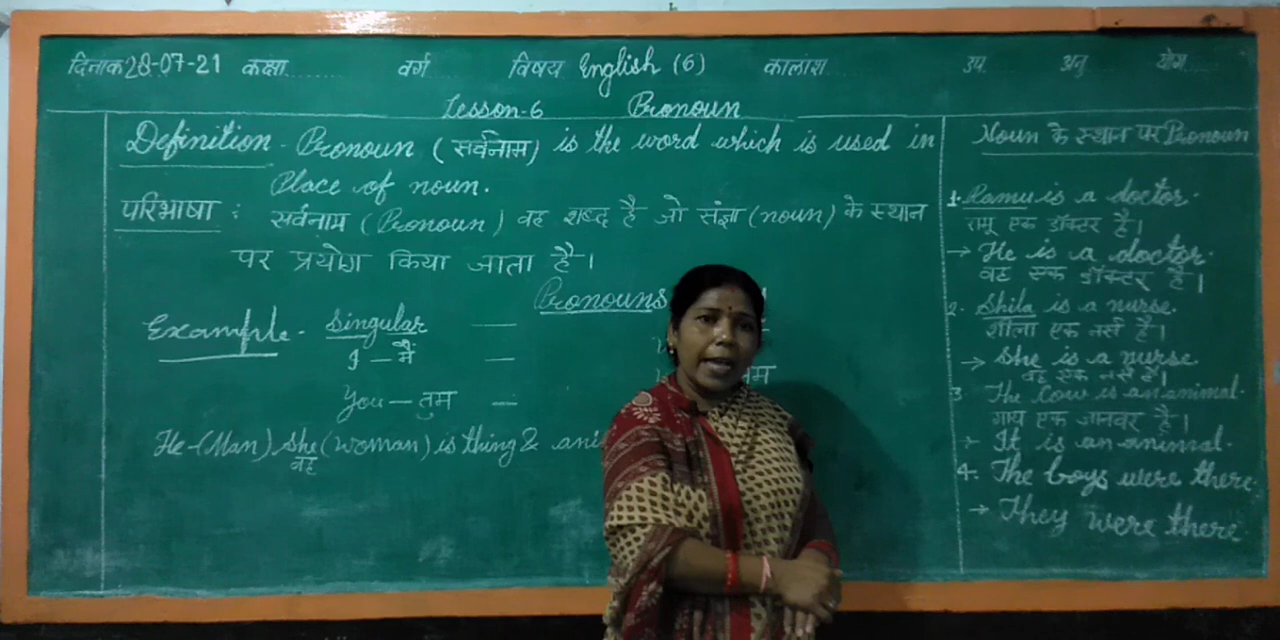 दिनाक 28-07-21 कक्षा वर्ग विषय English (6) कालांश उप अनु योग
Lesson-6 Pronoun
Definition - Pronoun (सर्वनाम) is the word which is used in
Place of noun.
परिभाषा : सर्वनाम (Pronoun) वह शब्द है जो संज्ञा (noun) के स्थान
पर प्रयोग किया जाता है।
Pronouns
Example - Singular —
I — मैं —
You — तुम —
He - (Man) She (woman) is thing &
वह
Noun के स्थान पर Pronoun
1. Ramu is a doctor.
रामू एक डॉक्टर है।
→ He is a doctor.
वह एक डॉक्टर है।
2. Shila is a nurse.
शीला एक नर्स है।
→ She is a nurse.
वह एक नर्स है।
3 The Cow is an animal.
गाय एक जानवर है।
→ It is an animal.
4. The boys were there.
→ They were there